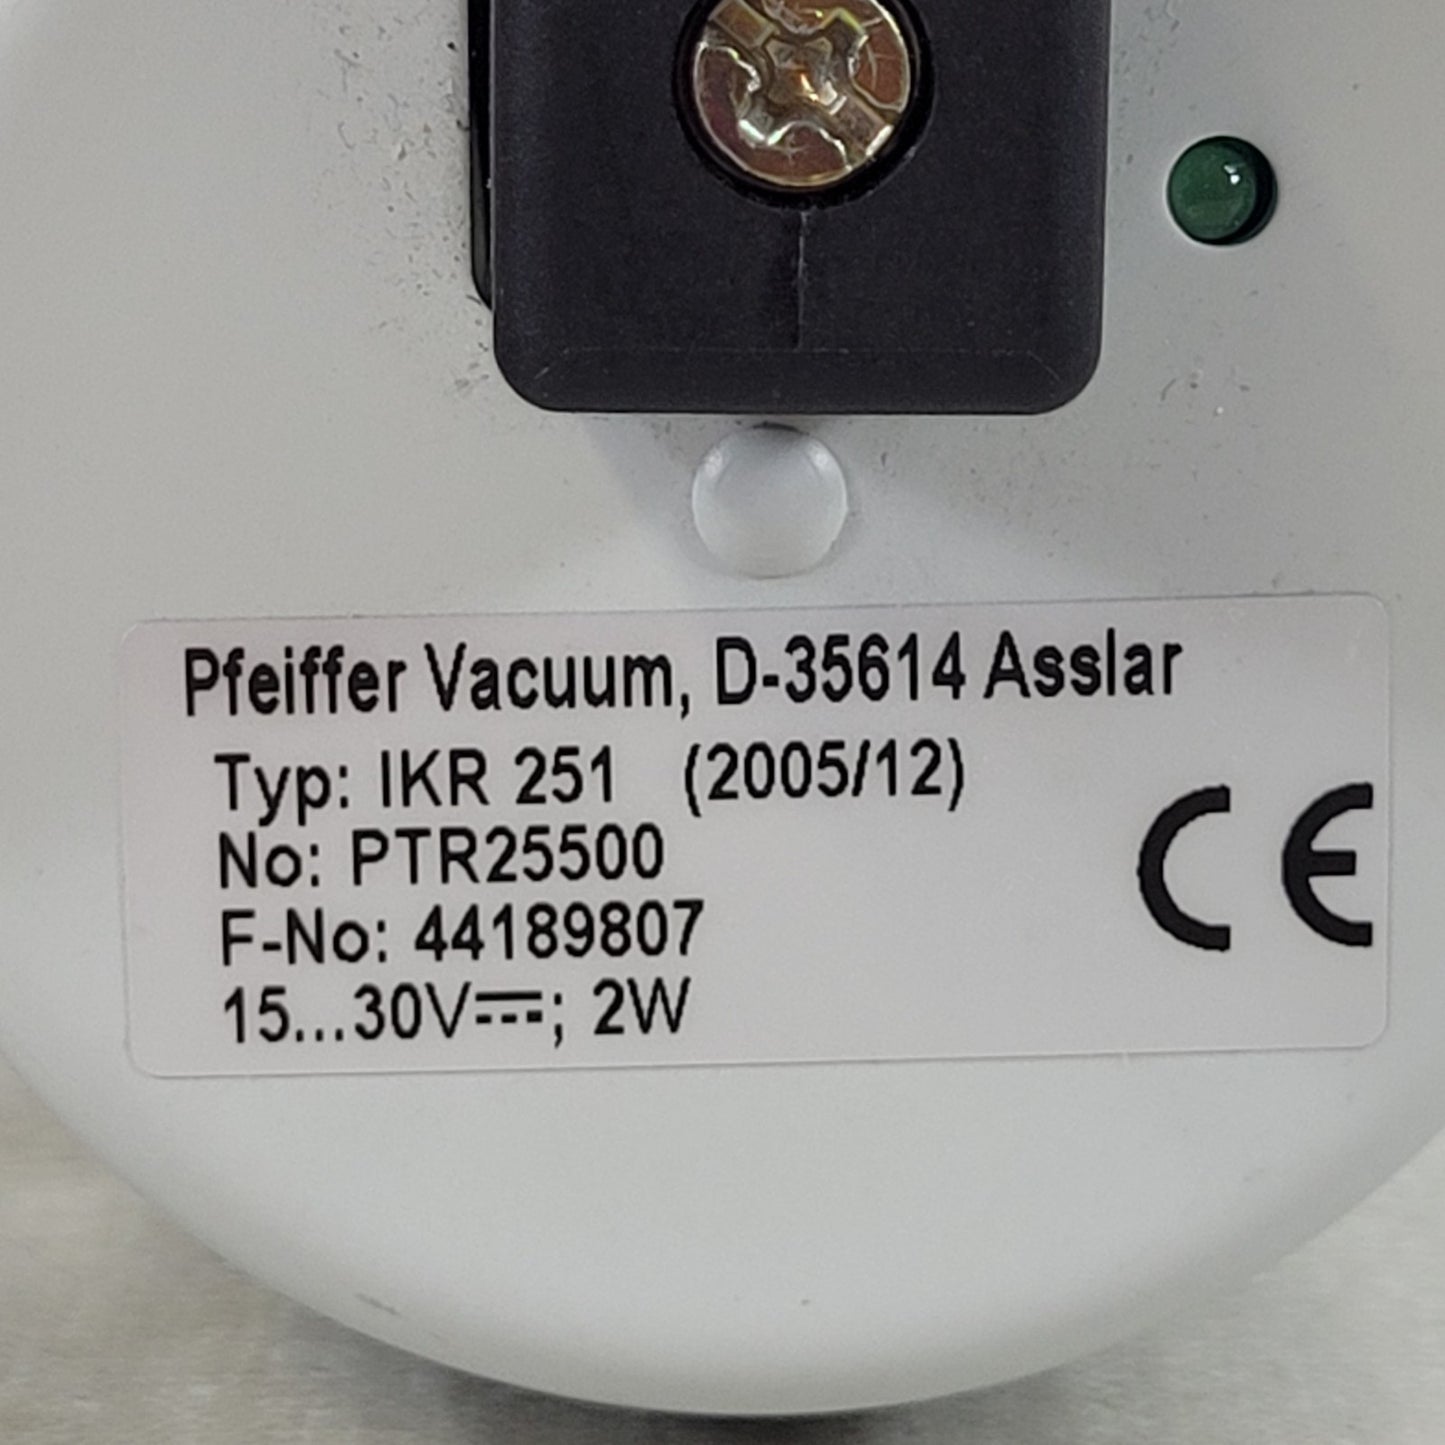 Pfeiffer Vacuum, D-35614 Asslar
Typ: IKR 251 (2005/12)
No: PTR25500
F-No: 44189807
15...30V⎓; 2W
CE